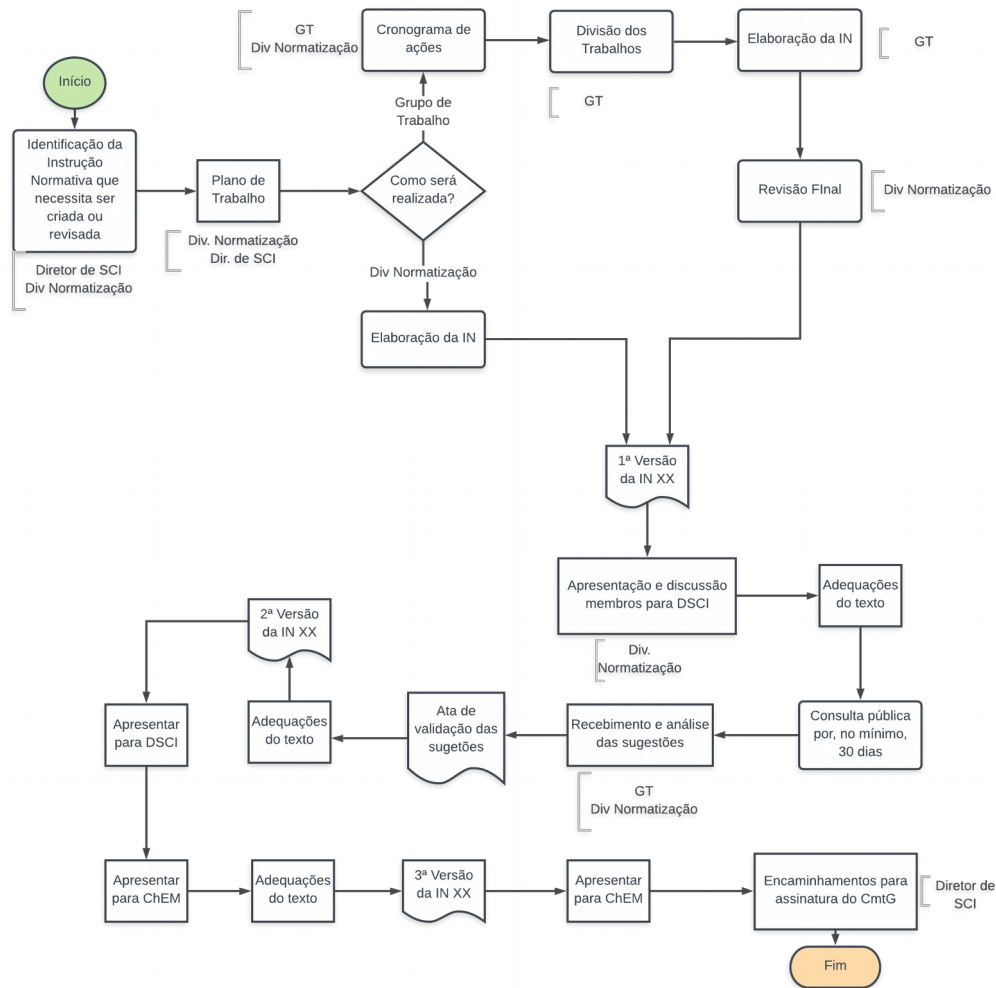 GT
Div Normatização
Cronograma de
ações
Divisão dos
Trabalhos
Elaboração da IN
GT
GT
Início
Grupo de
Trabalho
Identificação da
Instrução
Normativa que
necessita ser
criada ou
revisada
Plano de
Trabalho
Como será
realizada?
Revisão FInal
Div Normatização
Diretor de SCI
Div Normatização
Div. Normatização
Dir. de SCI
Div Normatização
Elaboração da IN
1ª Versão
da IN XX
Apresentação e discussão
membros para DSCI
Adequações
do texto
Div.
Normatização
2ª Versão
da IN XX
Apresentar
para DSCI
Adequações
do texto
Ata de
validação das
sugetões
Recebimento e análise
das sugestões
Consulta pública
por, no mínimo,
30 dias
GT
Div Normatização
Apresentar
para ChEM
Adequações
do texto
3ª Versão
da IN XX
Apresentar
para ChEM
Encaminhamentos para
assinatura do CmtG
Diretor de
SCI
Fim